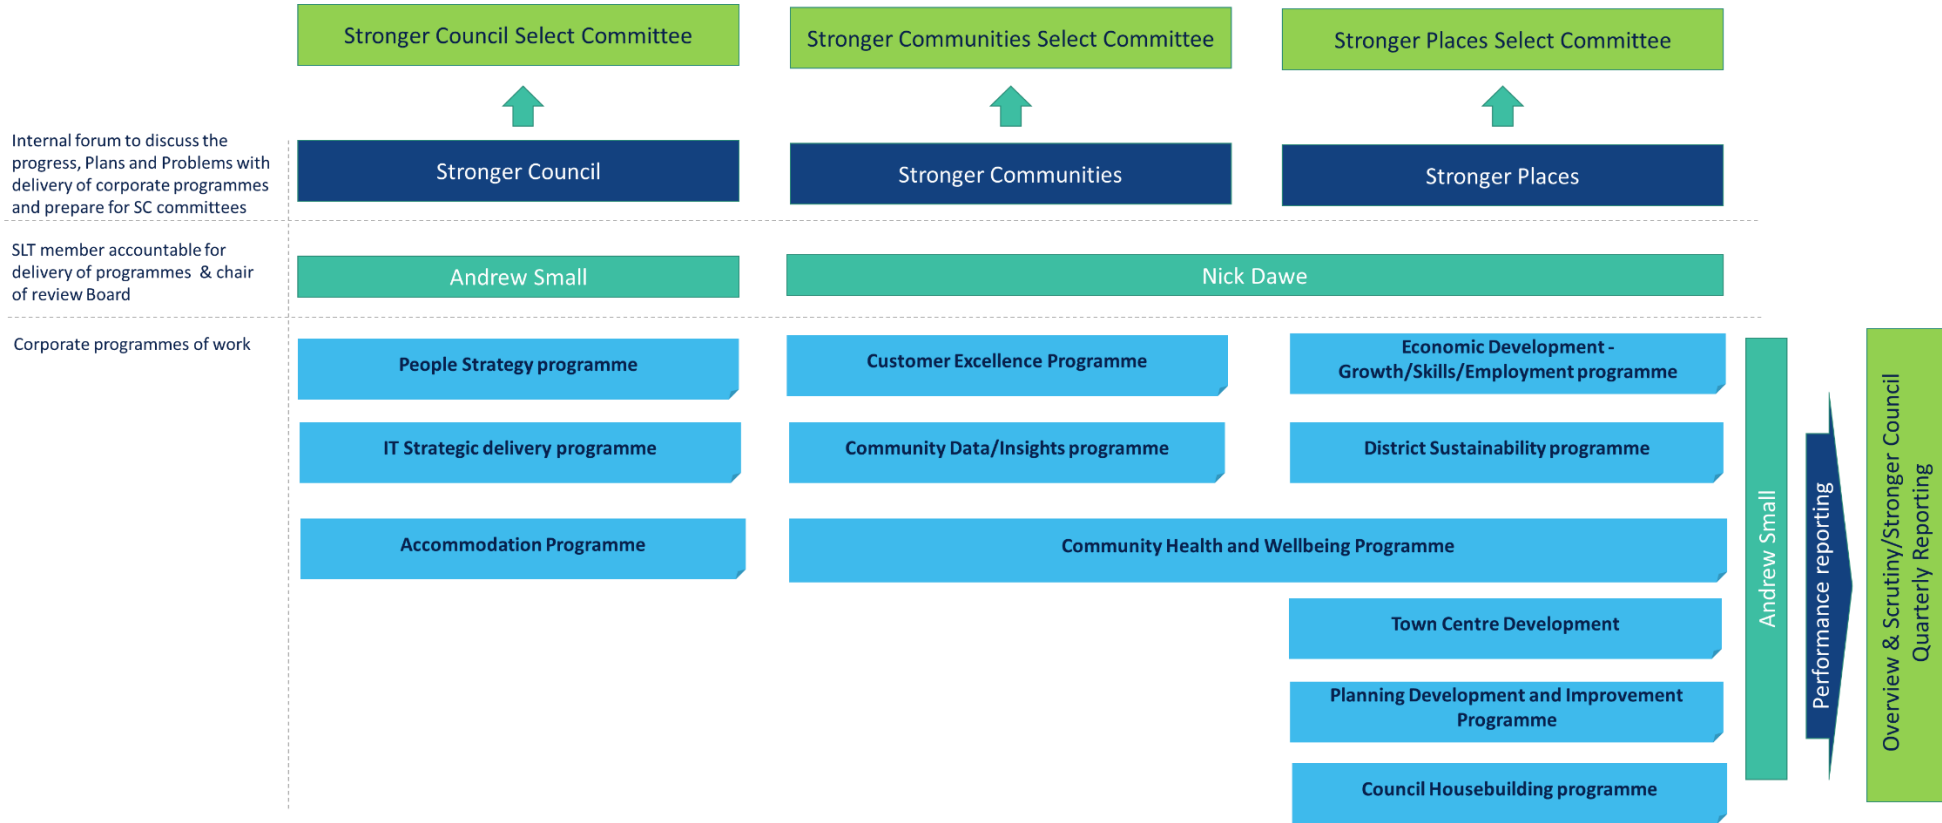 Stronger Council Select Committee
Stronger Communities Select Committee
Stronger Places Select Committee
Internal forum to discuss the
progress, Plans and Problems with
delivery of corporate programmes
and prepare for SC committees
Stronger Council
Stronger Communities
Stronger Places
SLT member accountable for
delivery of programmes & chair
of review Board
Andrew Small
Nick Dawe
Corporate programmes of work
People Strategy programme
Customer Excellence Programme
Economic Development -
Growth/Skills/Employment programme
IT Strategic delivery programme
Community Data/Insights programme
District Sustainability programme
Accommodation Programme
Community Health and Wellbeing Programme
Town Centre Development
Planning Development and Improvement
Programme
Council Housebuilding programme
Andrew Small
Performance reporting
Overview & Scrutiny/Stronger Council
Quarterly Reporting